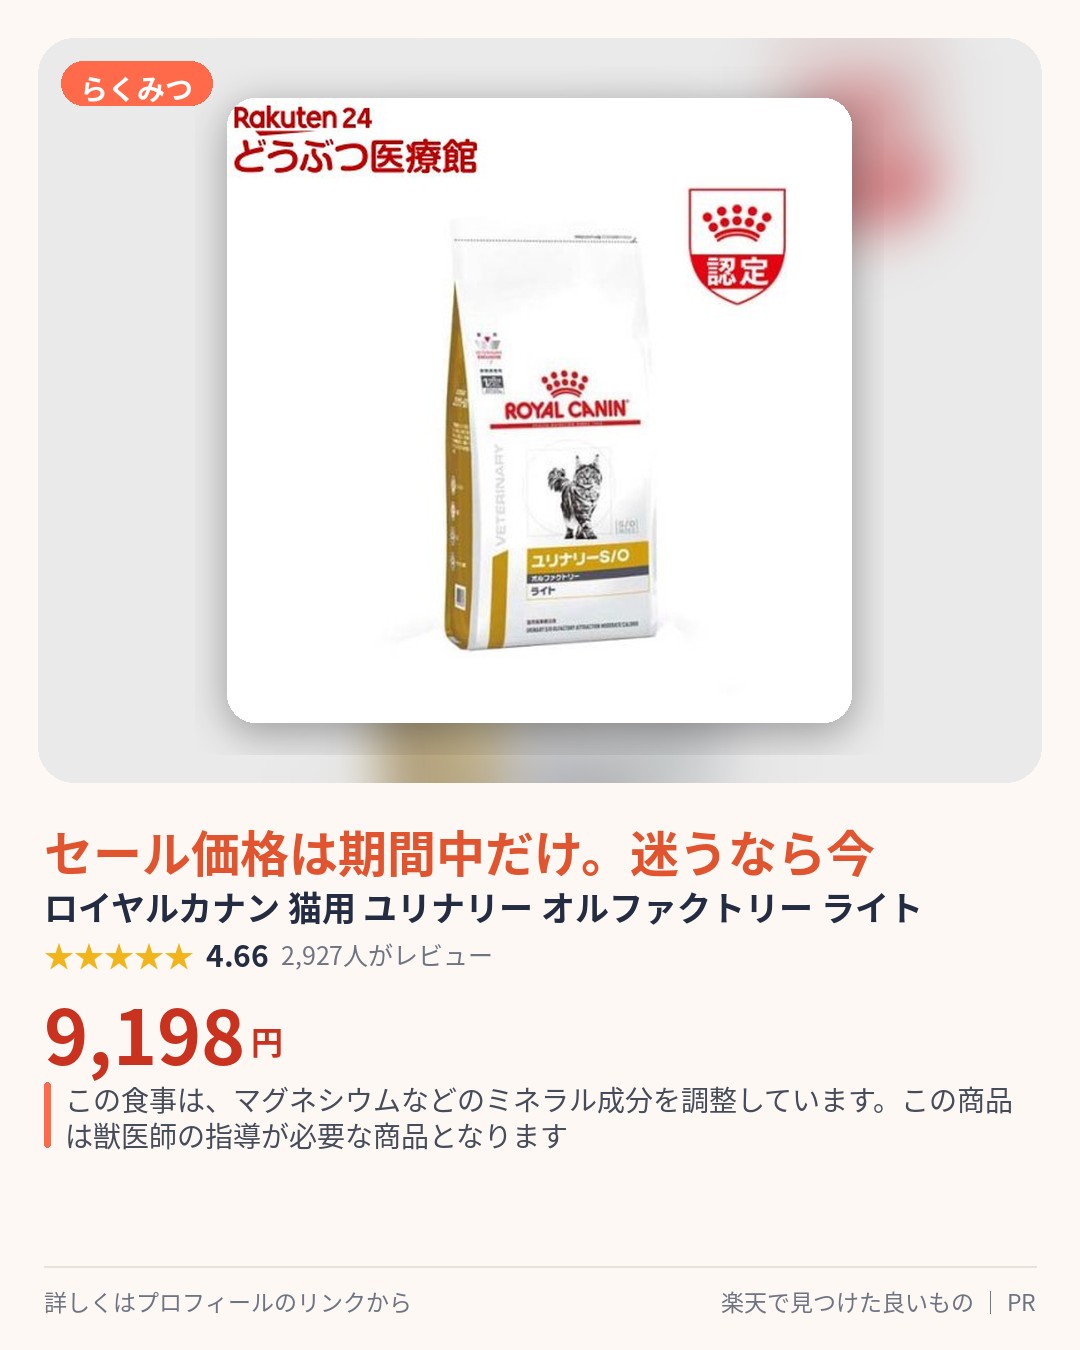 らくみつ
Rakuten 24
どうぶつ医療館
認定
ROYAL CANIN
VETERINARY
S/O
ユリナリーS/O
オルファクトリー
ライト
セール価格は期間中だけ。迷うなら今
ロイヤルカナン 猫用 ユリナリー オルファクトリー ライト
★★★★★ 4.66 2,927人がレビュー
9,198円
この食事は、マグネシウムなどのミネラル成分を調整しています。この商品
は獣医師の指導が必要な商品となります
詳しくはプロフィールのリンクから
楽天で見つけた良いもの | PR